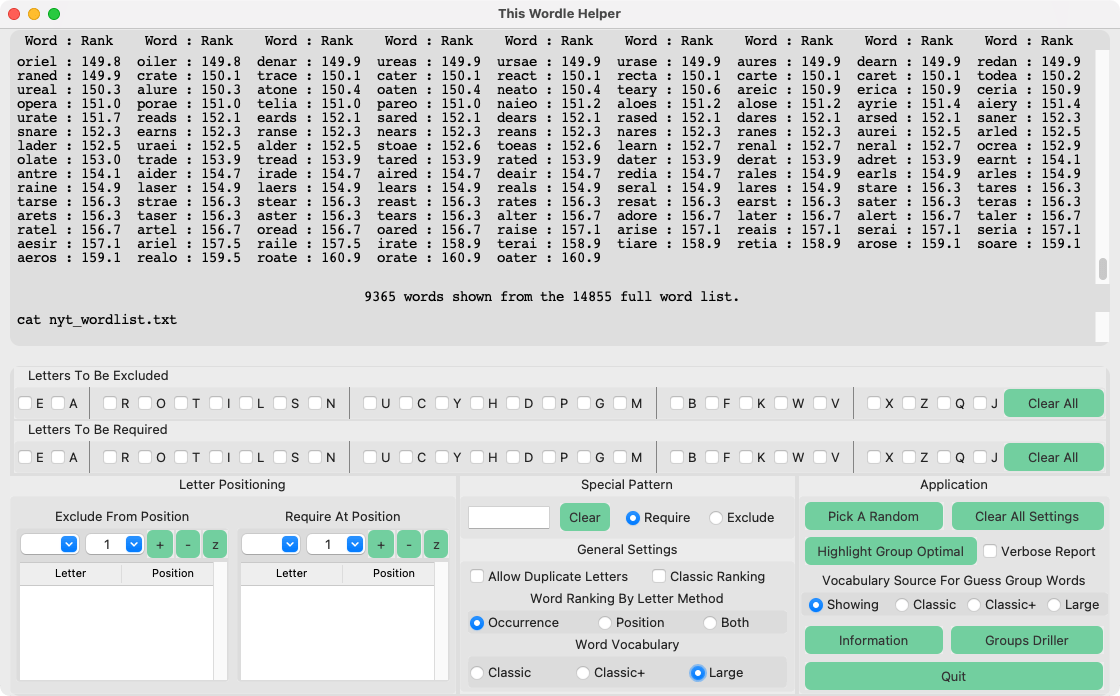 This Wordle Helper
Word : Rank Word : Rank Word : Rank Word : Rank Word : Rank Word : Rank Word : Rank Word : Rank Word : Rank
oriel : 149.8 oiler : 149.8 denar : 149.9 ureas : 149.9 ursae : 149.9 urase : 149.9 aures : 149.9 dearn : 149.9 redan : 149.9
raned : 149.9 crate : 150.1 trace : 150.1 cater : 150.1 react : 150.1 recta : 150.1 carte : 150.1 caret : 150.1 todea : 150.2
ureal : 150.3 alure : 150.3 atone : 150.4 oaten : 150.4 neato : 150.4 teary : 150.6 areic : 150.9 erica : 150.9 ceria : 150.9
opera : 151.0 porae : 151.0 telia : 151.0 pareo : 151.0 naieo : 151.2 aloes : 151.2 alose : 151.2 ayrie : 151.4 aiery : 151.4
urate : 151.7 reads : 152.1 eards : 152.1 sared : 152.1 dears : 152.1 rased : 152.1 dares : 152.1 arsed : 152.1 saner : 152.3
snare : 152.3 earns : 152.3 ranse : 152.3 nears : 152.3 reans : 152.3 nares : 152.3 ranes : 152.3 aurei : 152.5 arled : 152.5
lader : 152.5 uraei : 152.5 alder : 152.5 stoae : 152.6 toeas : 152.6 learn : 152.7 renal : 152.7 neral : 152.7 ocrea : 152.9
olate : 153.0 trade : 153.9 tread : 153.9 tared : 153.9 rated : 153.9 dater : 153.9 derat : 153.9 adret : 153.9 earnt : 154.1
antre : 154.1 aider : 154.7 irade : 154.7 aired : 154.7 deair : 154.7 redia : 154.7 rales : 154.9 earls : 154.9 arles : 154.9
raine : 154.9 laser : 154.9 laers : 154.9 lears : 154.9 reals : 154.9 seral : 154.9 lares : 154.9 stare : 156.3 tares : 156.3
tarse : 156.3 strae : 156.3 stear : 156.3 reast : 156.3 rates : 156.3 resat : 156.3 earst : 156.3 sater : 156.3 teras : 156.3
arets : 156.3 taser : 156.3 aster : 156.3 tears : 156.3 alter : 156.7 adore : 156.7 later : 156.7 alert : 156.7 taler : 156.7
ratel : 156.7 artel : 156.7 oread : 156.7 oared : 156.7 raise : 157.1 arise : 157.1 reais : 157.1 serai : 157.1 seria : 157.1
aesir : 157.1 ariel : 157.5 raile : 157.5 irate : 158.9 terai : 158.9 tiare : 158.9 retia : 158.9 arose : 159.1 soare : 159.1
aeros : 159.1 realo : 159.5 roate : 160.9 orate : 160.9 oater : 160.9
9365 words shown from the 14855 full word list.
cat nyt_wordlist.txt
Letters To Be Excluded
E A R O T I L S N U C Y H D P G M B F K W V X Z Q J Clear All
Letters To Be Required
E A R O T I L S N U C Y H D P G M B F K W V X Z Q J Clear All
Letter Positioning
Exclude From Position Require At Position
1 + - z 1 + - z
Letter Position Letter Position
Special Pattern
Clear Require Exclude
General Settings
Allow Duplicate Letters Classic Ranking
Word Ranking By Letter Method
Occurrence Position Both
Word Vocabulary
Classic Classic+ Large
Application
Pick A Random Clear All Settings
Highlight Group Optimal Verbose Report
Vocabulary Source For Guess Group Words
Showing Classic Classic+ Large
Information Groups Driller
Quit